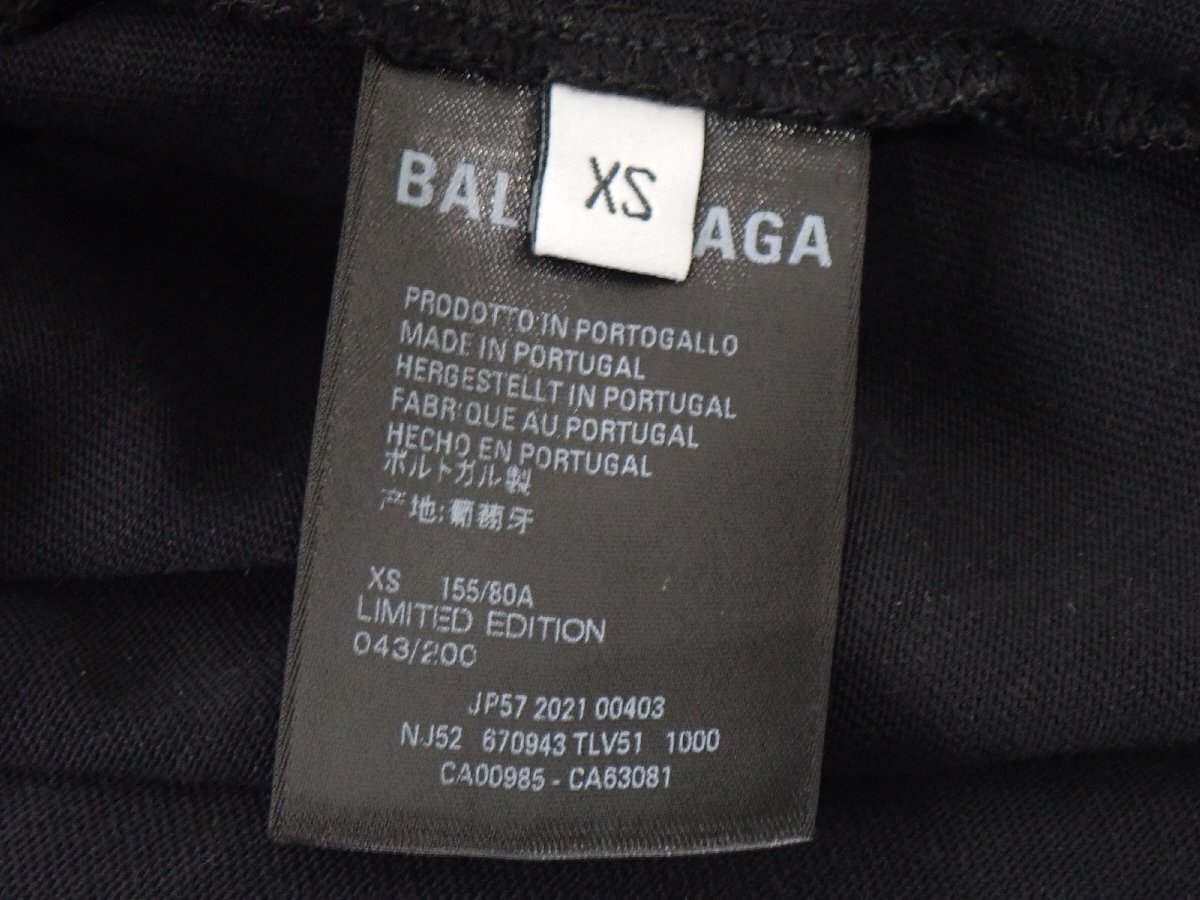 XS
BAL AGA
PRODOTTO IN PORTOGALLO
MADE IN PORTUGAL
HERGESTELLT IN PORTUGAL
FABR'QUE AU PORTUGAL
HECHO EN PORTUGAL
ポルトガル製
产地:葡萄牙
XS 155/80A
LIMITED EDITION
043/200
JP57 2021 00403
NJ52 670943 TLV51 1000
CA00985 - CA63081